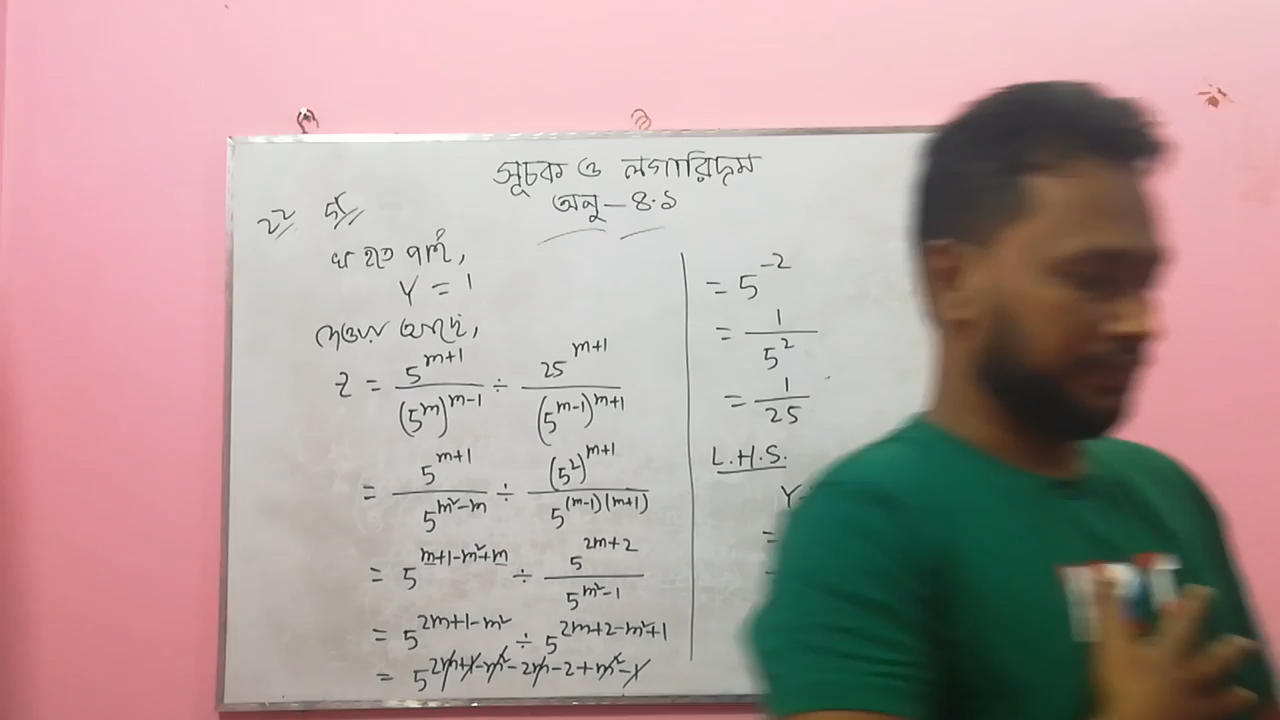 সূচক ও লগারিদম
অনু - ৪.১
২২
খ হতে পাই,
Y = 1
দেওয়া আছে,
Z = 5^{m+1}/(5^m)^{m-1} ÷ 25^{m+1}/(5^{m-1})^{m+1}
= 5^{m+1}/5^{m²-m} ÷ (5²)^{m+1}/5^{(m-1)(m+1)}
= 5^{m+1-m²+m} ÷ 5^{2m+2}/5^{m²-1}
= 5^{2m+1-m²} ÷ 5^{2m+2-m²+1}
= 5^{2m+1-m²-2m-2+m²-1}
= 5^{-2}
= 1/5²
= 1/25
L.H.S.
Y
=